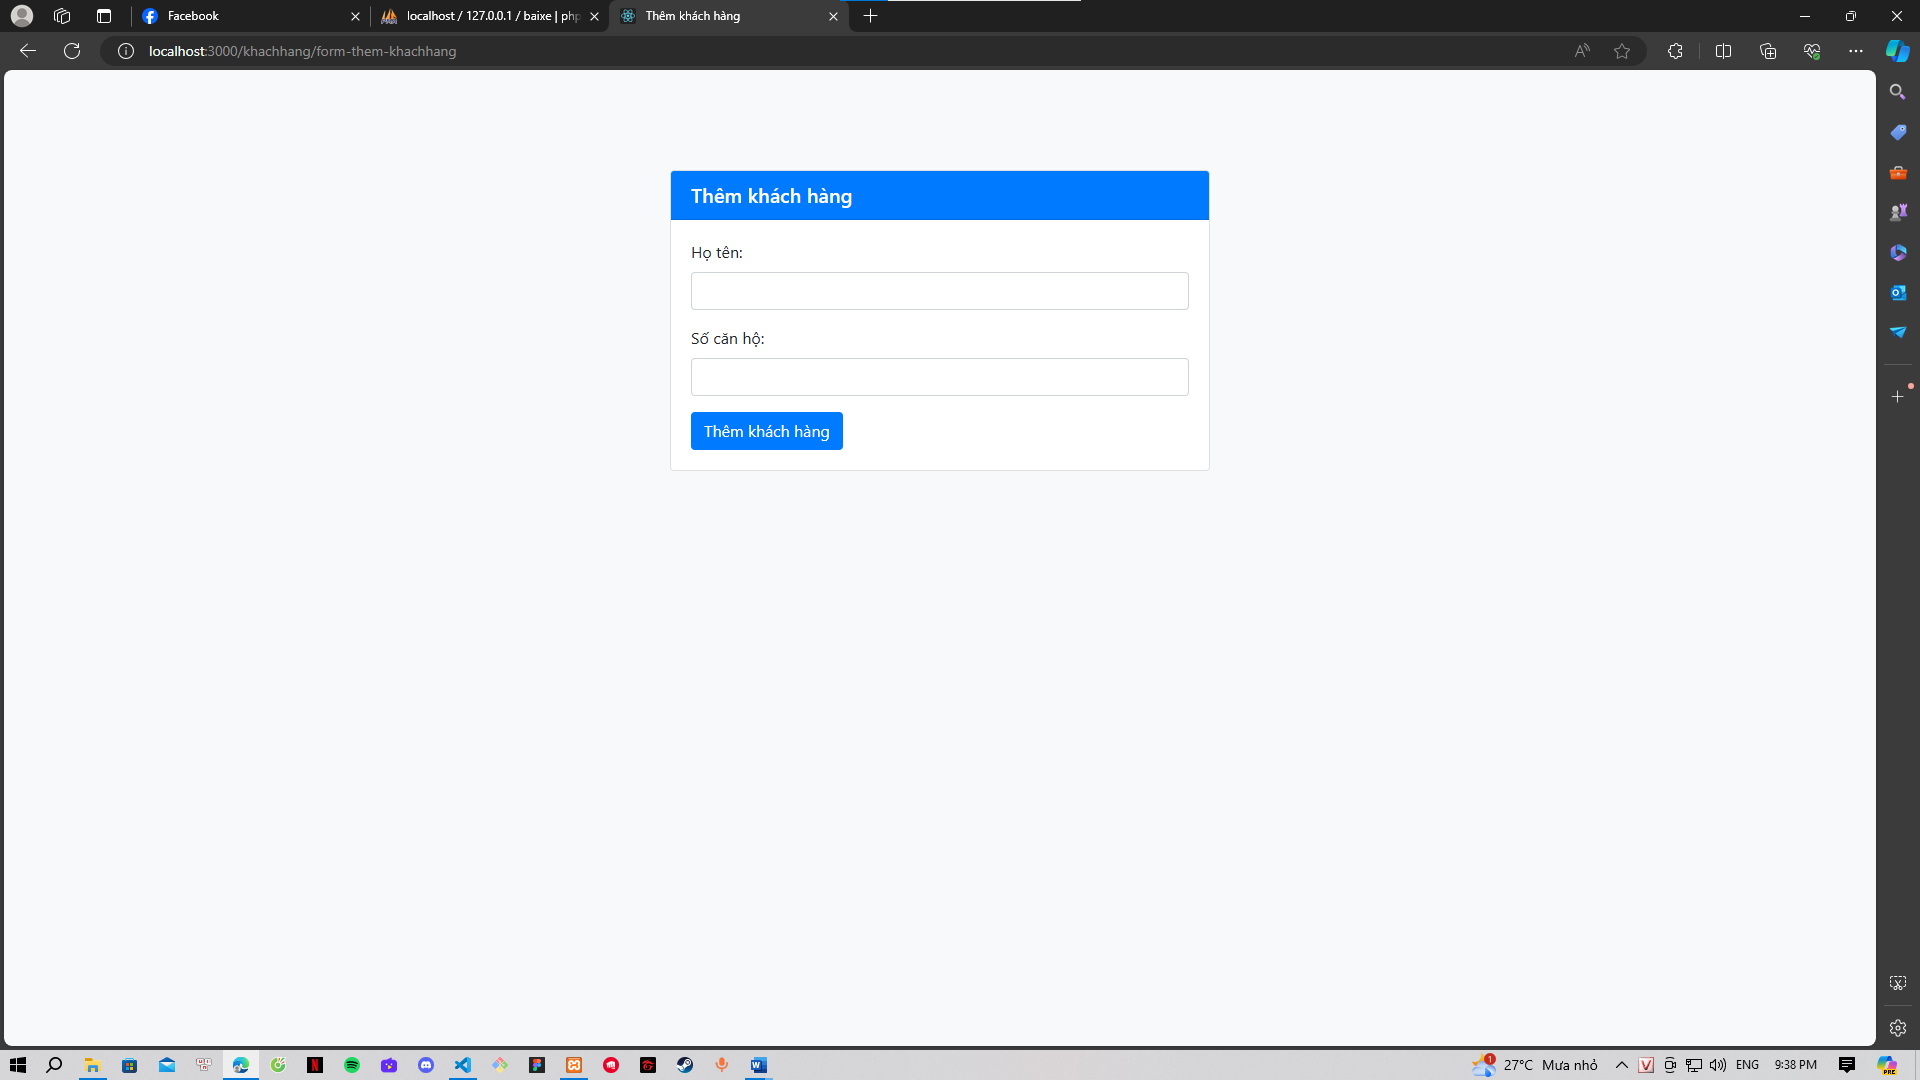 Facebook
localhost / 127.0.0.1 / baixe | php
Thêm khách hàng
localhost:3000/khachhang/form-them-khachhang
Thêm khách hàng
Họ tên:
Số căn hộ:
Thêm khách hàng
27°C Mưa nhỏ
ENG
9:38 PM